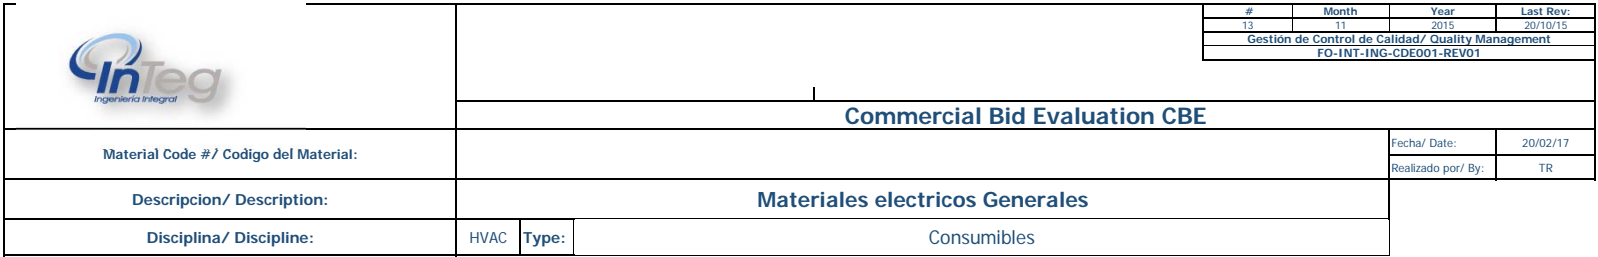 # Month Year Last Rev:
13 11 2015 20/10/15
Gestión de Control de Calidad/ Quality Management
FO-INT-ING-CDE001-REV01
InTeg
Ingeniería Integral
Commercial Bid Evaluation CBE
Material Code #/ Codigo del Material:
Fecha/ Date: 20/02/17
Realizado por/ By: TR
Descripcion/ Description: Materiales electricos Generales
Disciplina/ Discipline: HVAC Type: Consumibles